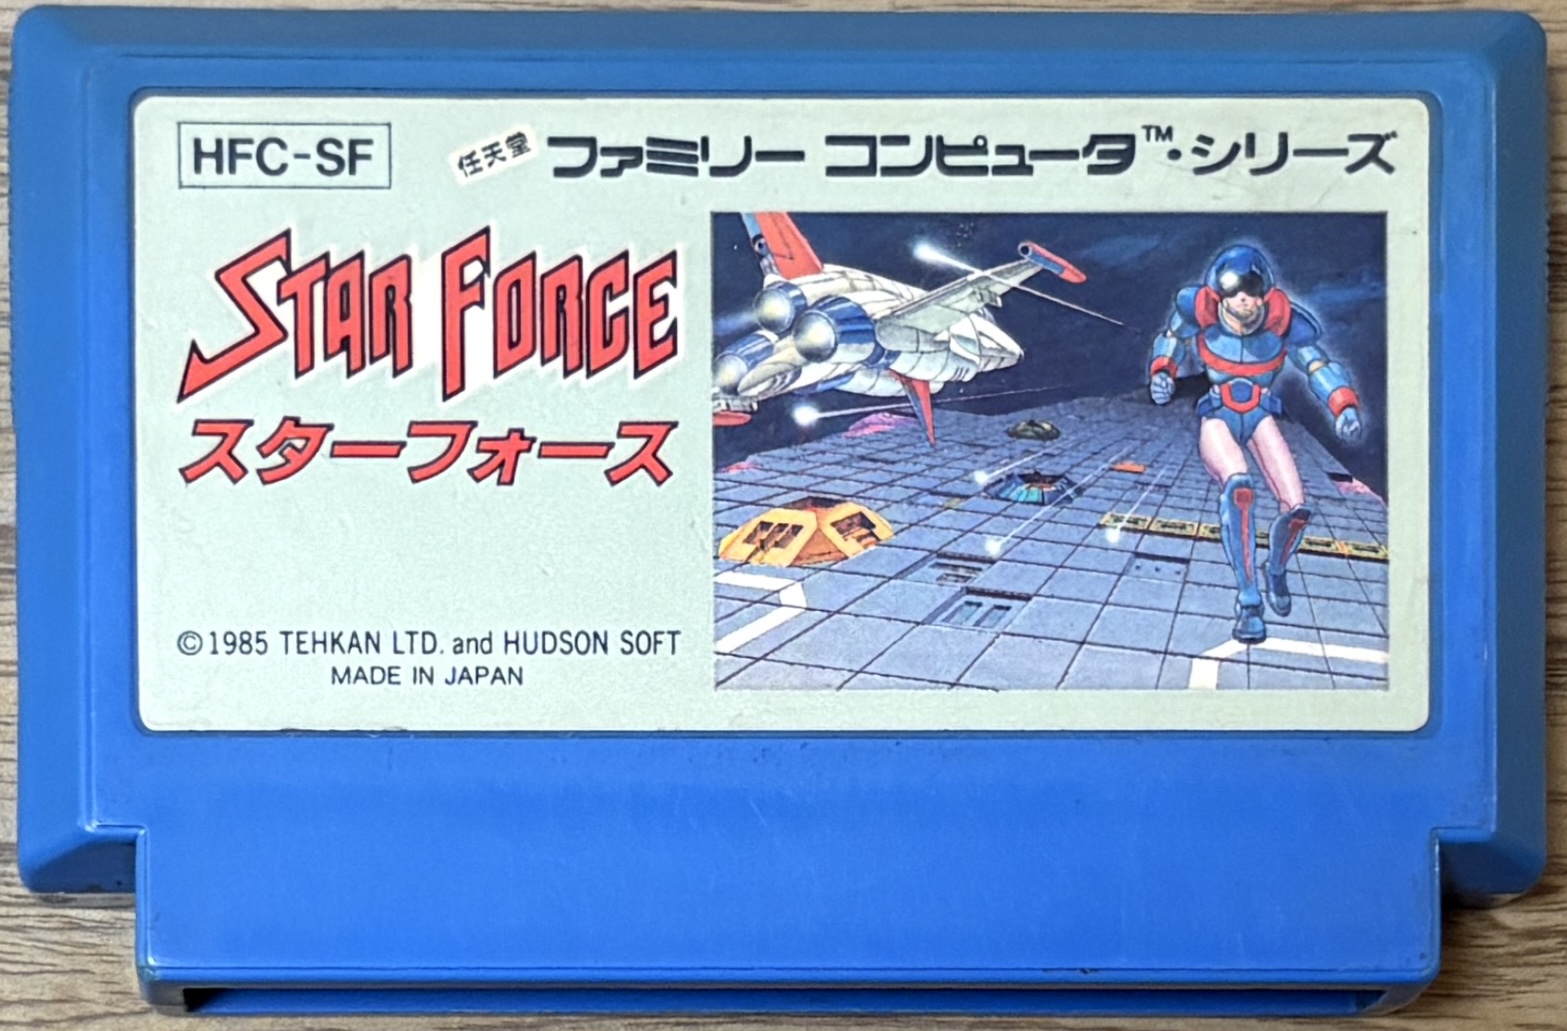 HFC-SF
任天堂 ファミリー コンピュータ™・シリーズ
STAR FORCE
スターフォース
©1985 TEHKAN LTD. and HUDSON SOFT
MADE IN JAPAN